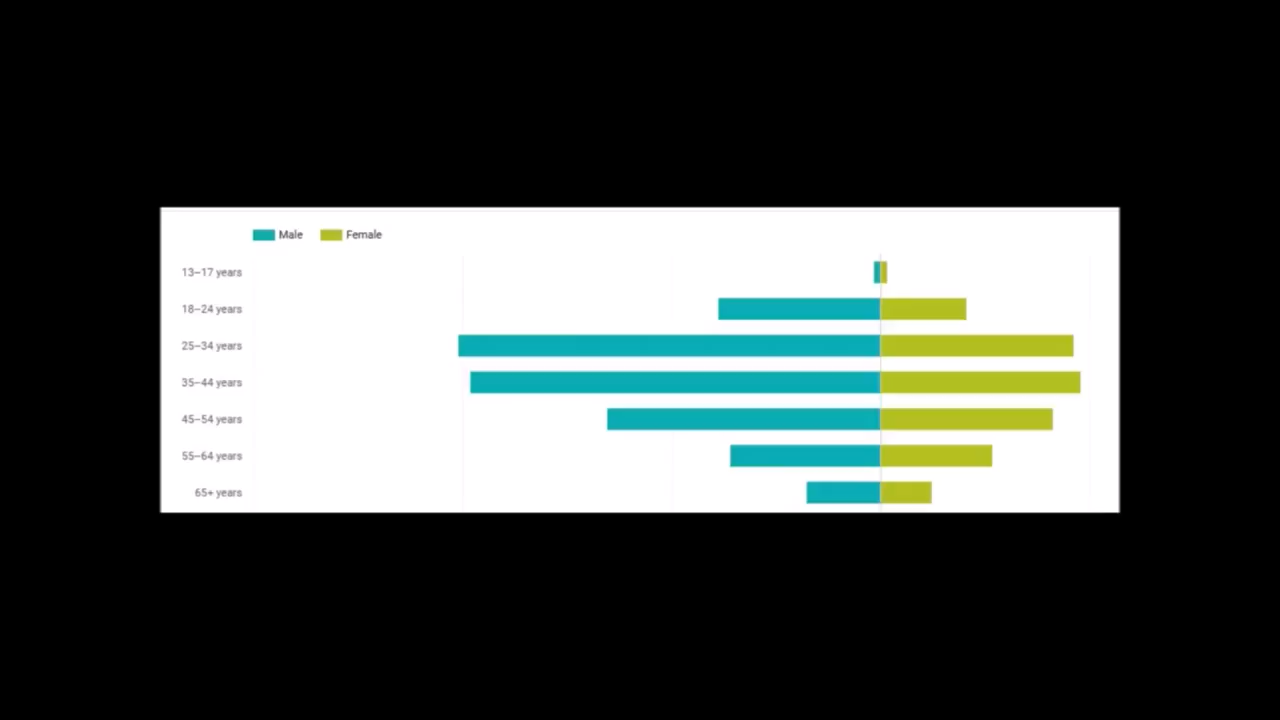 Male Female
13–17 years
18–24 years
25–34 years
35–44 years
45–54 years
55–64 years
65+ years